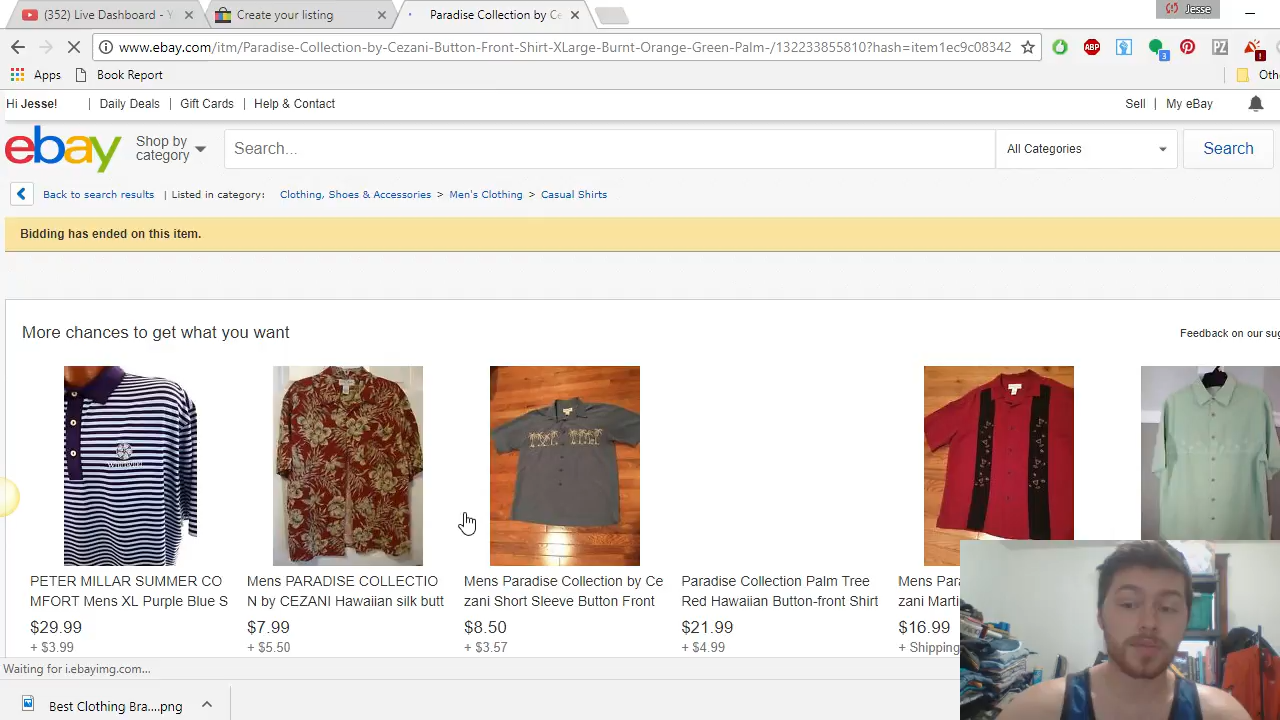 (352) Live Dashboard - Y
Create your listing
Paradise Collection by Ce
Jesse
www.ebay.com/itm/Paradise-Collection-by-Cezani-Button-Front-Shirt-XLarge-Burnt-Orange-Green-Palm-/132233855810?hash=item1ec9c08342
ABP
3
PZ
!
Apps
Book Report
Oth
Hi Jesse!
Daily Deals
Gift Cards
Help & Contact
Sell
My eBay
ebay
Shop by
category
Search...
All Categories
Search
Back to search results
Listed in category:
Clothing, Shoes & Accessories > Men's Clothing > Casual Shirts
Bidding has ended on this item.
More chances to get what you want
Feedback on our sug
PETER MILLAR SUMMER CO
MFORT Mens XL Purple Blue S
$29.99
+ $3.99
Mens PARADISE COLLECTIO
N by CEZANI Hawaiian silk butt
$7.99
+ $5.50
Mens Paradise Collection by Ce
zani Short Sleeve Button Front
$8.50
+ $3.57
Paradise Collection Palm Tree
Red Hawaiian Button-front Shirt
$21.99
+ $4.99
Mens Par
zani Marti
$16.99
+ Shipping
Waiting for i.ebayimg.com...
Best Clothing Bra....png